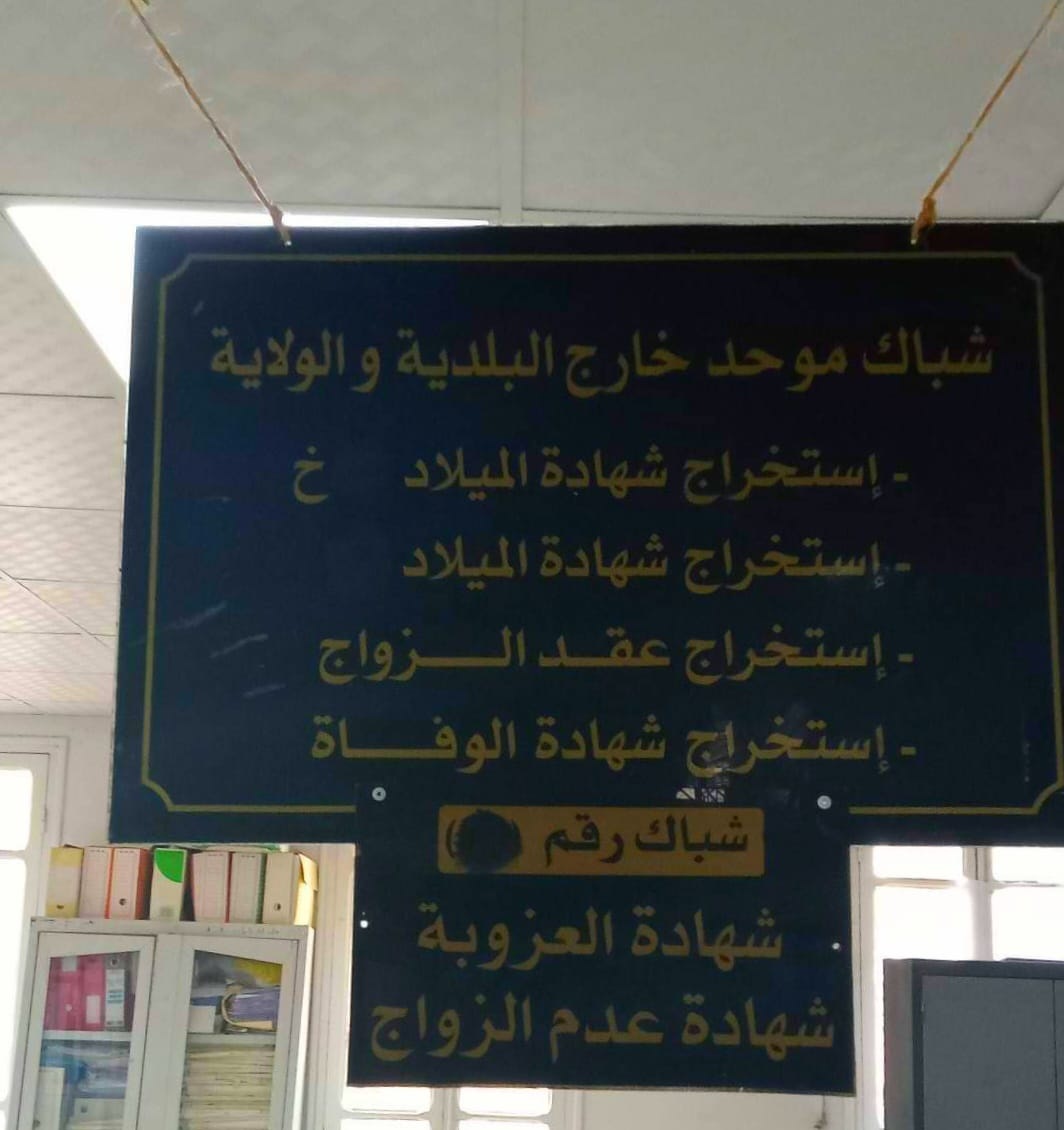 شباك موحد خارج البلدية و الولاية
- إستخراج شهادة الميلاد خ
- إستخراج شهادة الميلاد
- إستخراج عقـد الـــزواج
- إستخراج شهادة الوفـــاة
شباك رقم
شهادة العزوبة
شهادة عدم الزواج